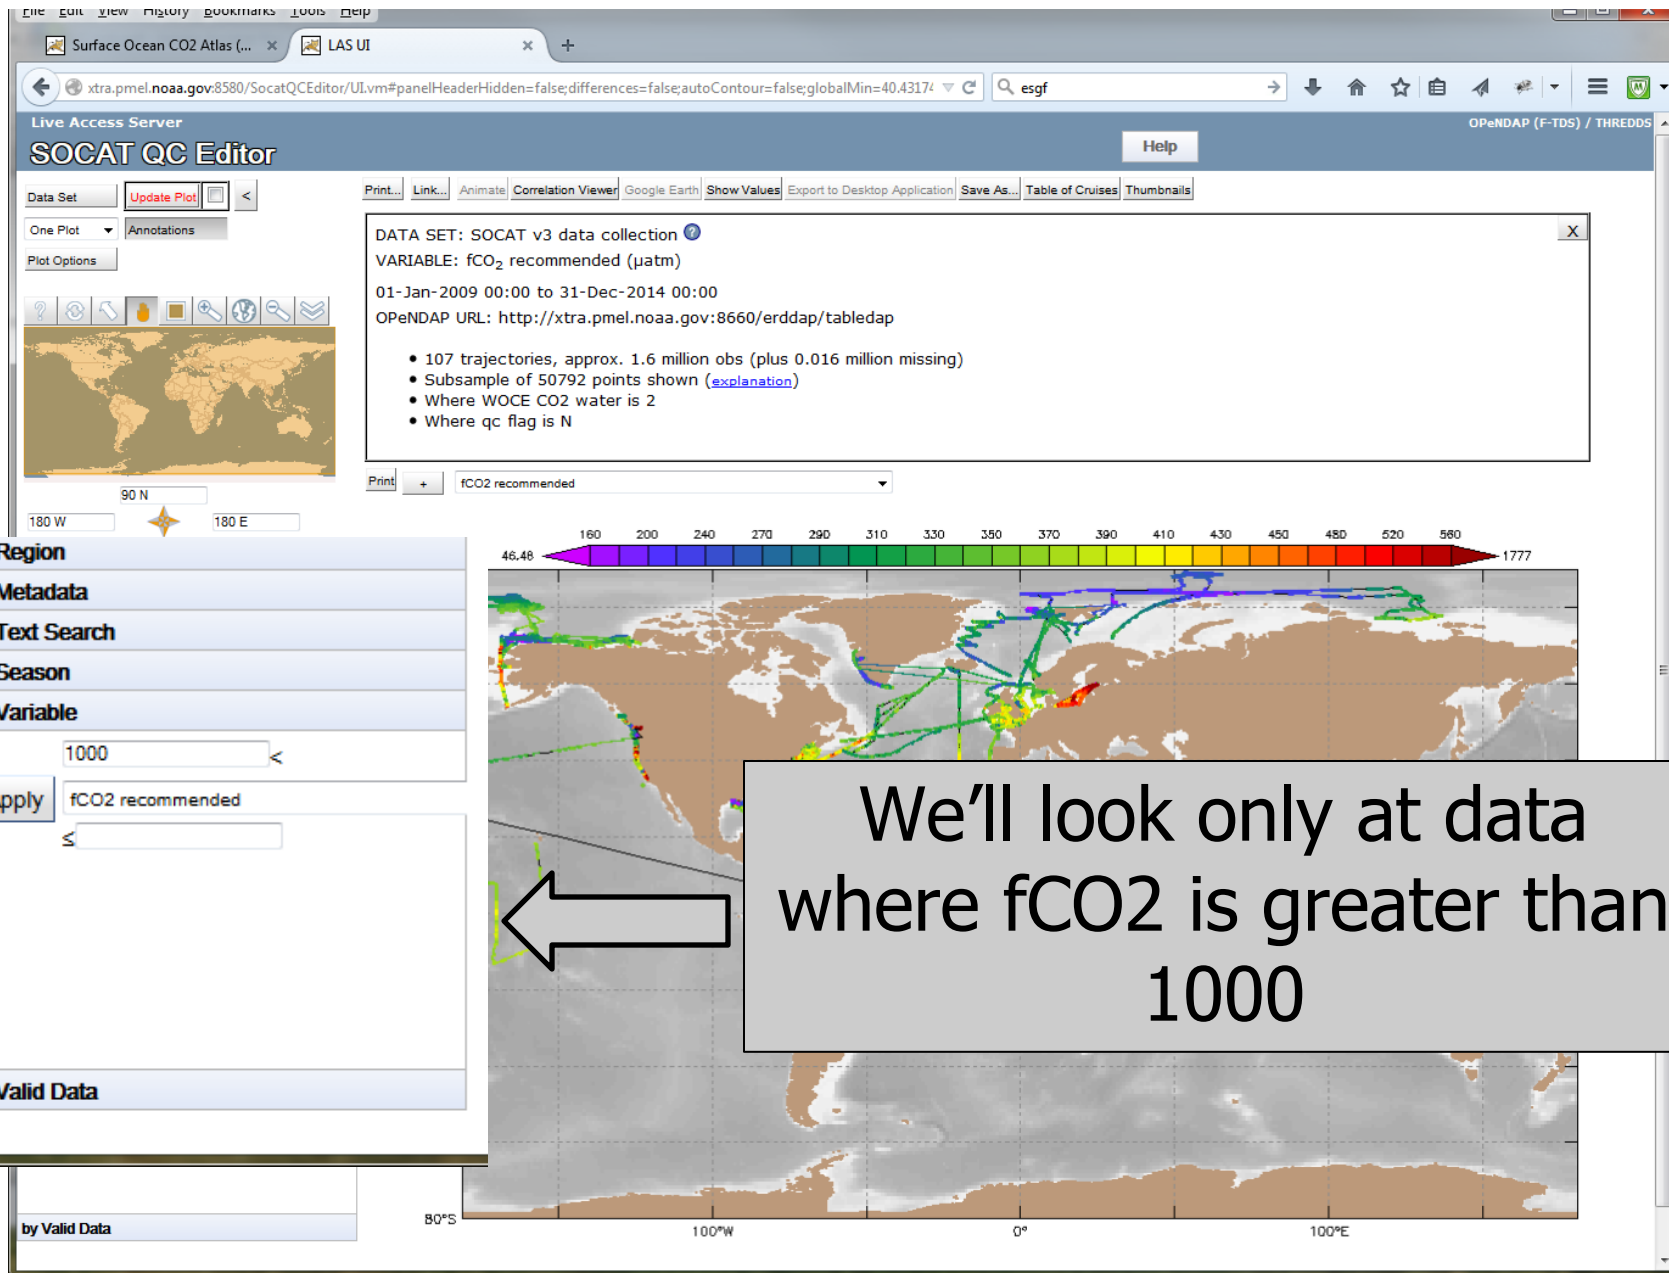 File Edit View History Bookmarks Tools Help
Surface Ocean CO2 Atlas (... × LAS UI × +
xtra.pmel.noaa.gov:8580/SocatQCEditor/UI.vm#panelHeaderHidden=false;differences=false;autoContour=false;globalMin=40.43174 esgf
Live Access Server
OPeNDAP (F-TDS) / THREDDS
SOCAT QC Editor
Help
Data Set Update Plot <
Print... Link... Animate Correlation Viewer Google Earth Show Values Export to Desktop Application Save As... Table of Cruises Thumbnails
One Plot Annotations
Plot Options
DATA SET: SOCAT v3 data collection ?
X
VARIABLE: fCO₂ recommended (µatm)
01-Jan-2009 00:00 to 31-Dec-2014 00:00
OPeNDAP URL: http://xtra.pmel.noaa.gov:8660/erddap/tabledap
• 107 trajectories, approx. 1.6 million obs (plus 0.016 million missing)
• Subsample of 50792 points shown (explanation)
• Where WOCE CO2 water is 2
• Where qc flag is N
Print + fCO2 recommended
90 N
180 W 180 E
160 200 240 270 290 310 330 350 370 390 410 430 450 480 520 560
46.48 1777
Region
Metadata
Text Search
Season
Variable
1000 <
Apply fCO2 recommended
≤
We'll look only at data
where fCO2 is greater than
1000
Valid Data
by Valid Data
80°S
100°W 0° 100°E